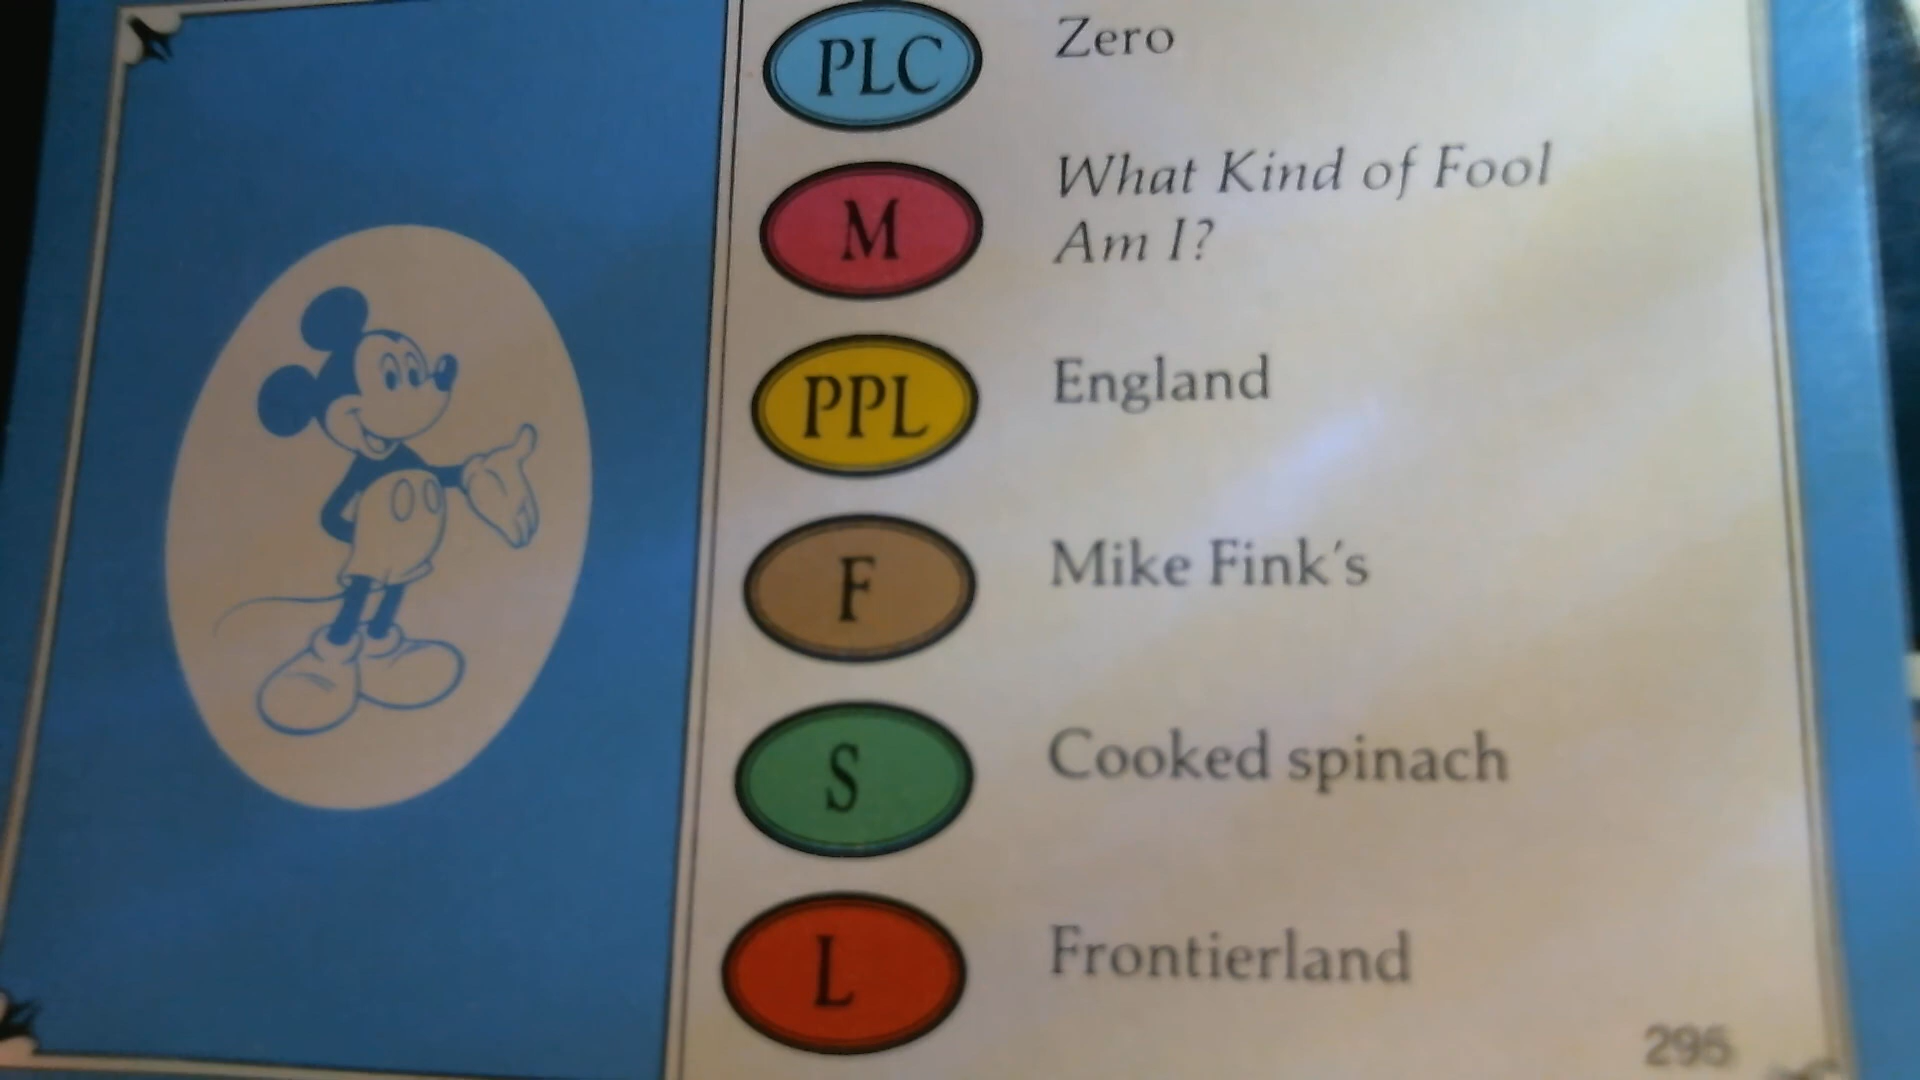 PLC Zero
M What Kind of Fool
Am I?
PPL England
F Mike Fink's
S Cooked spinach
L Frontierland
295